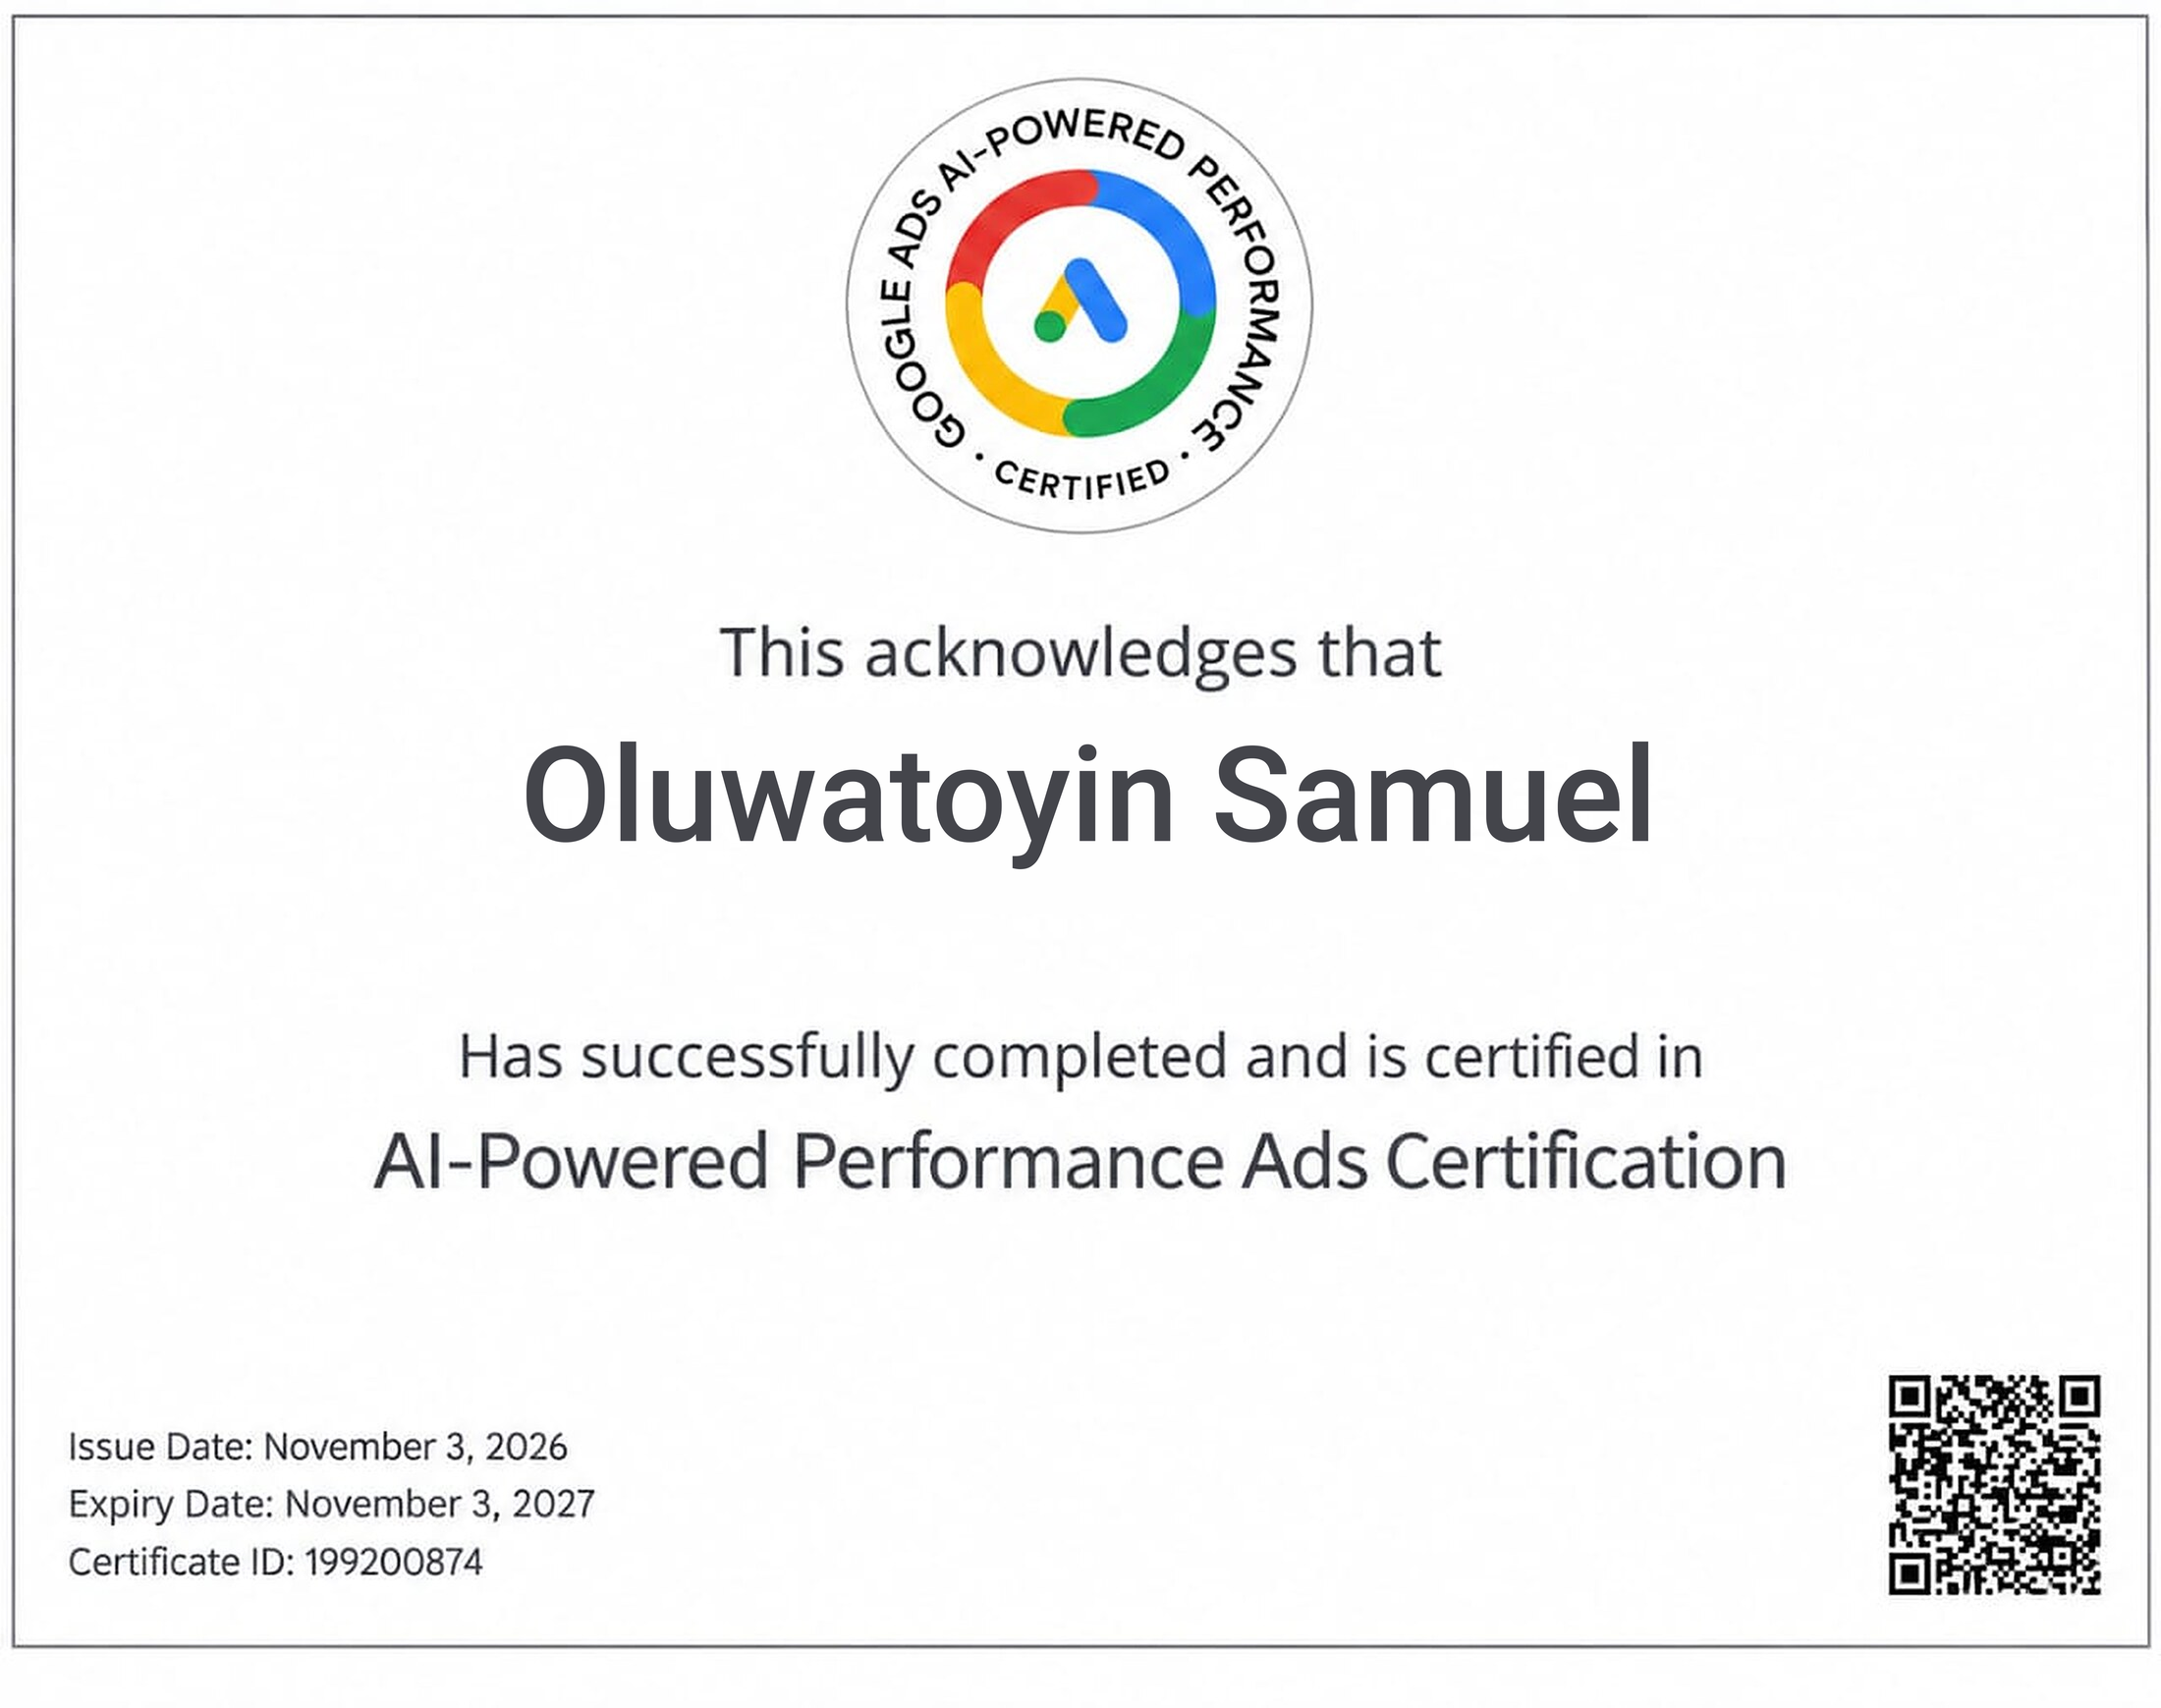 GOOGLE ADS AI-POWERED PERFORMANCE
• CERTIFIED •
This acknowledges that
Oluwatoyin Samuel
Has successfully completed and is certified in
AI-Powered Performance Ads Certification
Issue Date: November 3, 2026
Expiry Date: November 3, 2027
Certificate ID: 199200874